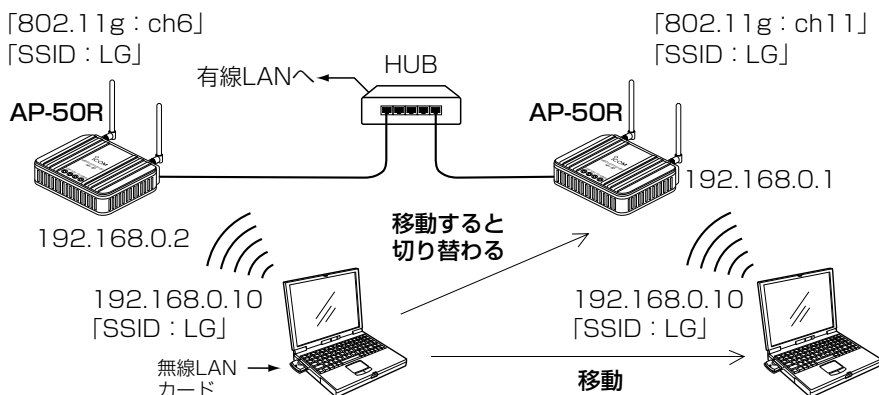 「802.11g：ch6」
「SSID：LG」
AP-50R
有線LANへ
HUB
「802.11g：ch11」
「SSID：LG」
AP-50R
ICOM
ICOM
192.168.0.1
192.168.0.2
移動すると
切り替わる
192.168.0.10
「SSID：LG」
192.168.0.10
「SSID：LG」
無線LAN
カード
移動